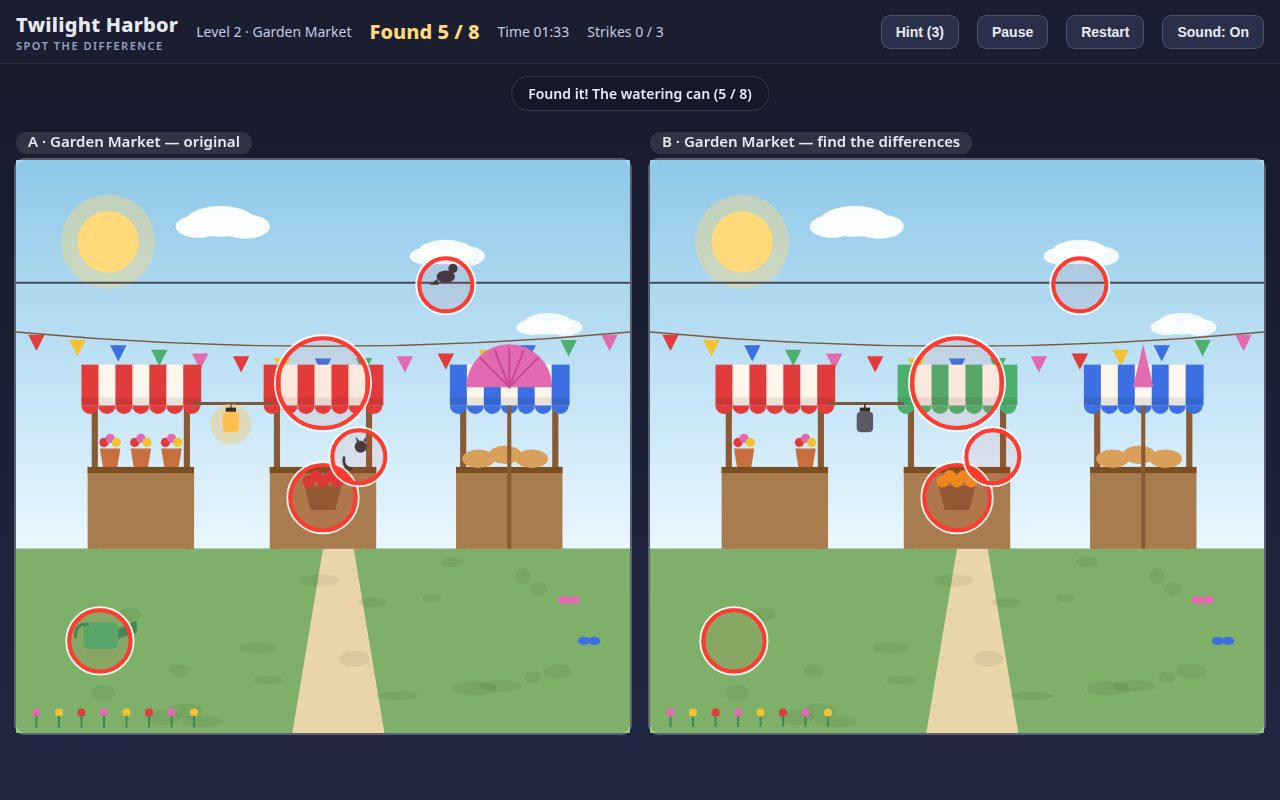 Twilight Harbor
SPOT THE DIFFERENCE
Level 2 · Garden Market
Found 5 / 8
Time 01:33
Strikes 0 / 3
Hint (3)
Pause
Restart
Sound: On
Found it! The watering can (5 / 8)
A · Garden Market — original
B · Garden Market — find the differences